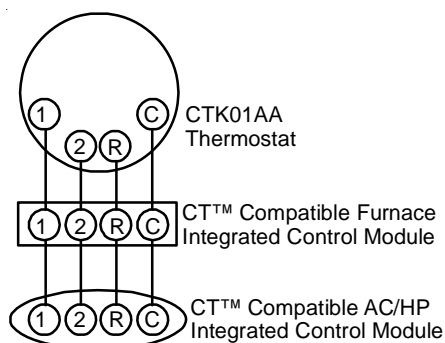 1 C
2 R
CTK01AA
Thermostat
1 2 R C
CT™ Compatible Furnace
Integrated Control Module
1 2 R C
CT™ Compatible AC/HP
Integrated Control Module